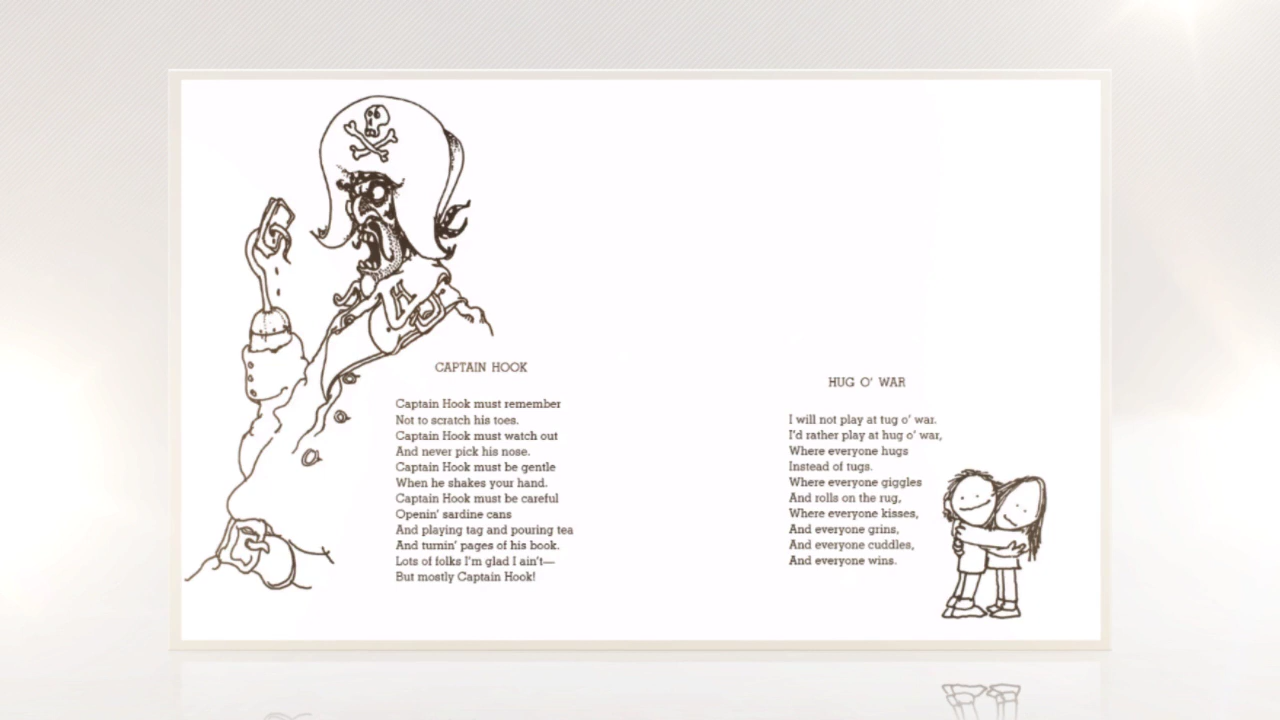 CAPTAIN HOOK
Captain Hook must remember
Not to scratch his toes.
Captain Hook must watch out
And never pick his nose.
Captain Hook must be gentle
When he shakes your hand.
Captain Hook must be careful
Openin' sardine cans
And playing tag and pouring tea
And turnin' pages of his book.
Lots of folks I'm glad I ain't—
But mostly Captain Hook!
HUG O' WAR
I will not play at tug o' war.
I'd rather play at hug o' war,
Where everyone hugs
Instead of tugs.
Where everyone giggles
And rolls on the rug,
Where everyone kisses,
And everyone grins,
And everyone cuddles,
And everyone wins.